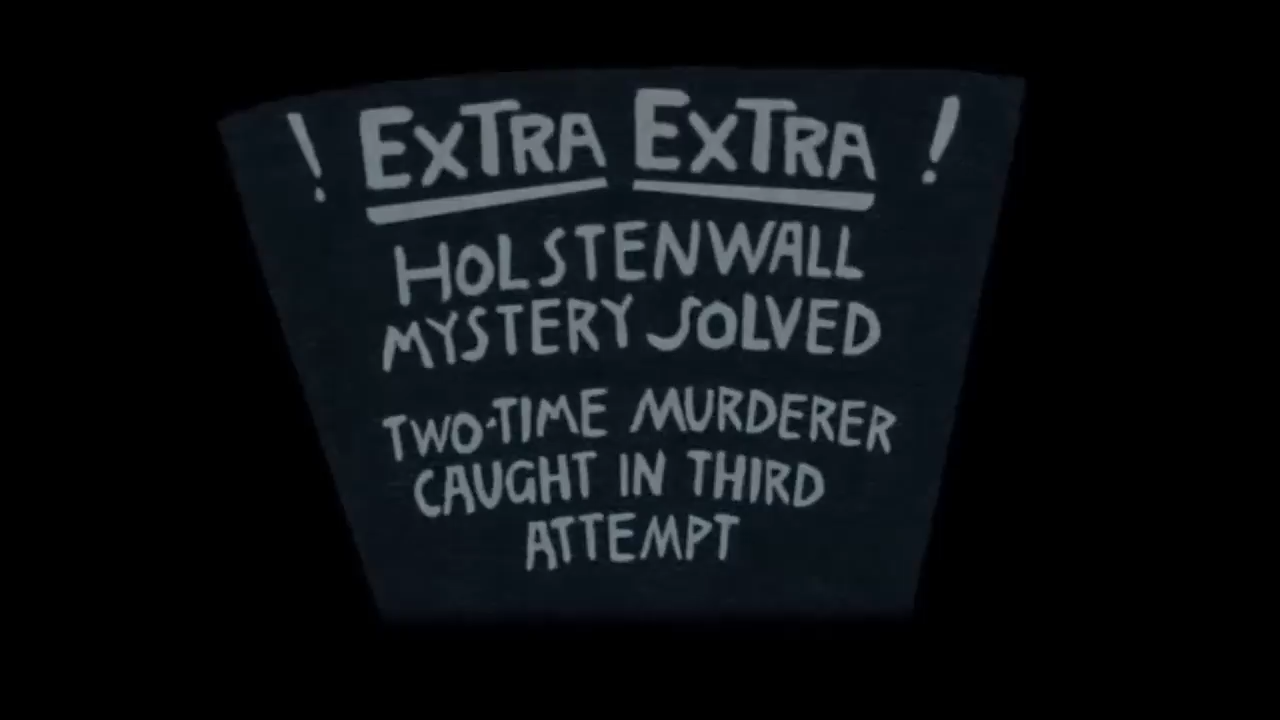 ! EXTRA EXTRA !
HOLSTENWALL
MYSTERY SOLVED
TWO-TIME MURDERER
CAUGHT IN THIRD
ATTEMPT